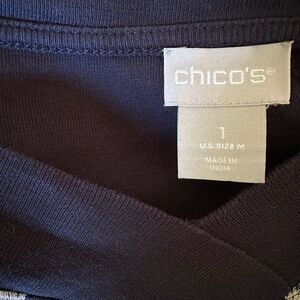 chico's®
1
U.S. SIZE M
MADE IN
INDIA